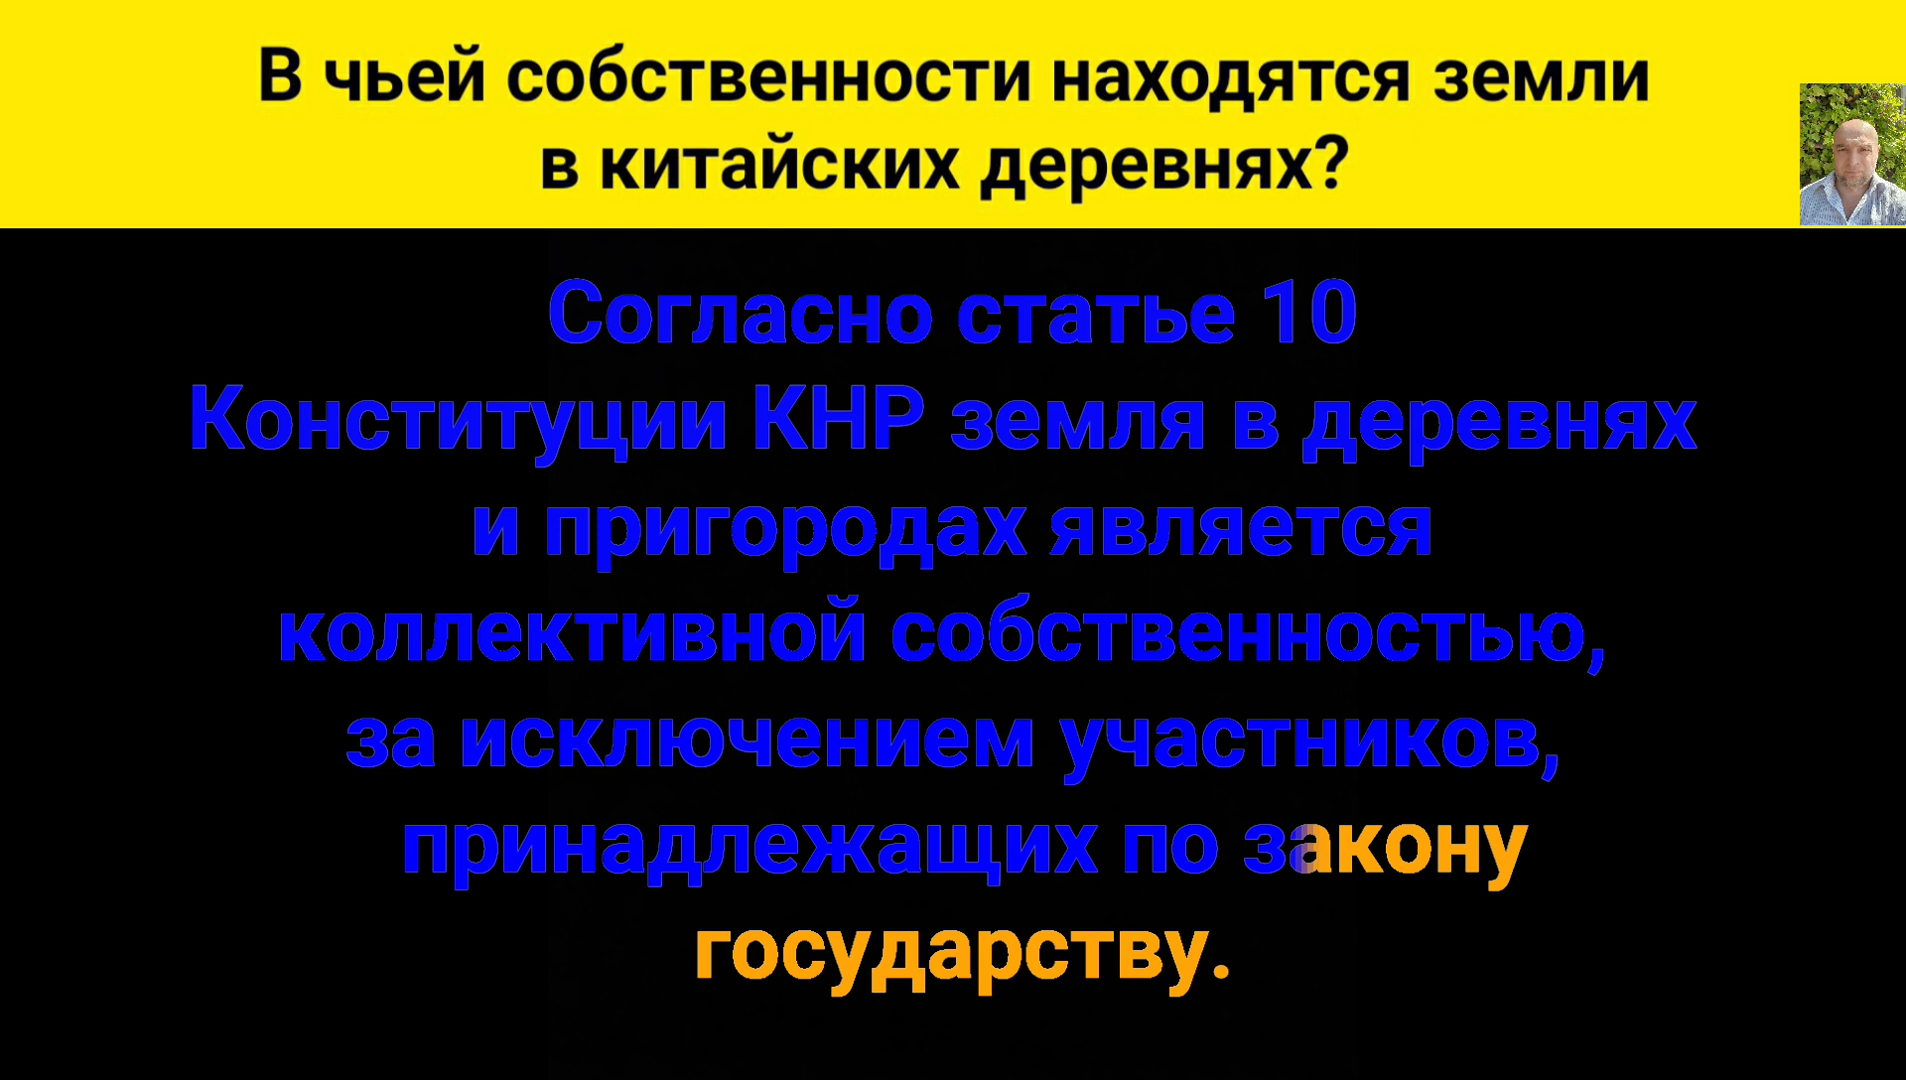 В чьей собственности находятся земли
в китайских деревнях?
Согласно статье 10
Конституции КНР земля в деревнях
и пригородах является
коллективной собственностью,
за исключением участников,
принадлежащих по закону
государству.